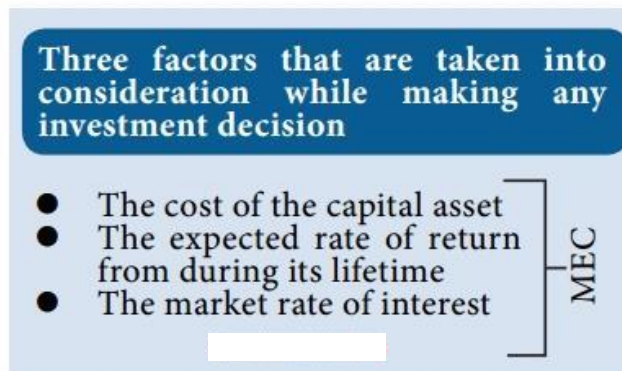 Three factors that are taken into
consideration while making any
investment decision
● The cost of the capital asset
● The expected rate of return
from during its lifetime
● The market rate of interest
MEC